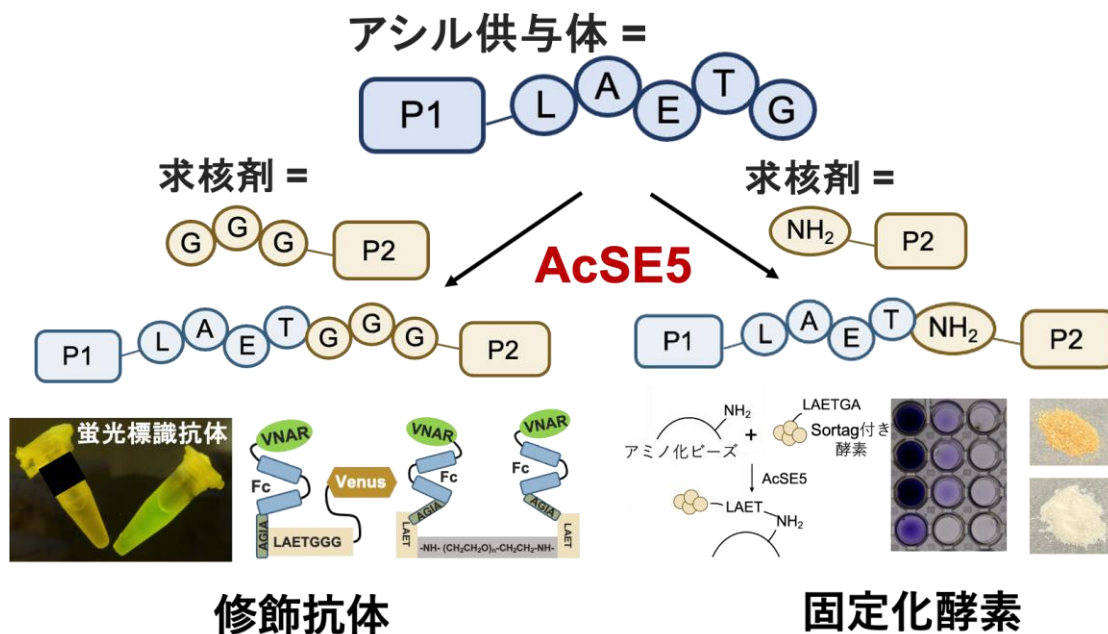 アシル供与体 =
P1
L A E T G
求核剤 =
G G G
P2
求核剤 =
NH₂
P2
AcSE5
P1
L A E T G G G
P2
P1
L A E T NH₂
P2
蛍光標識抗体
VNAR
Fc
AGIA
LAETGGG
Venus
VNAR
Fc
AGIA
LAET
-NH- (CH₂CH₂O)ₙ-CH₂CH₂-NH-
VNAR
Fc
AGIA
LAET
NH₂
アミノ化ビーズ
+
LAETGA
Sortag付き
酵素
AcSE5
LAET
NH₂
修飾抗体
固定化酵素